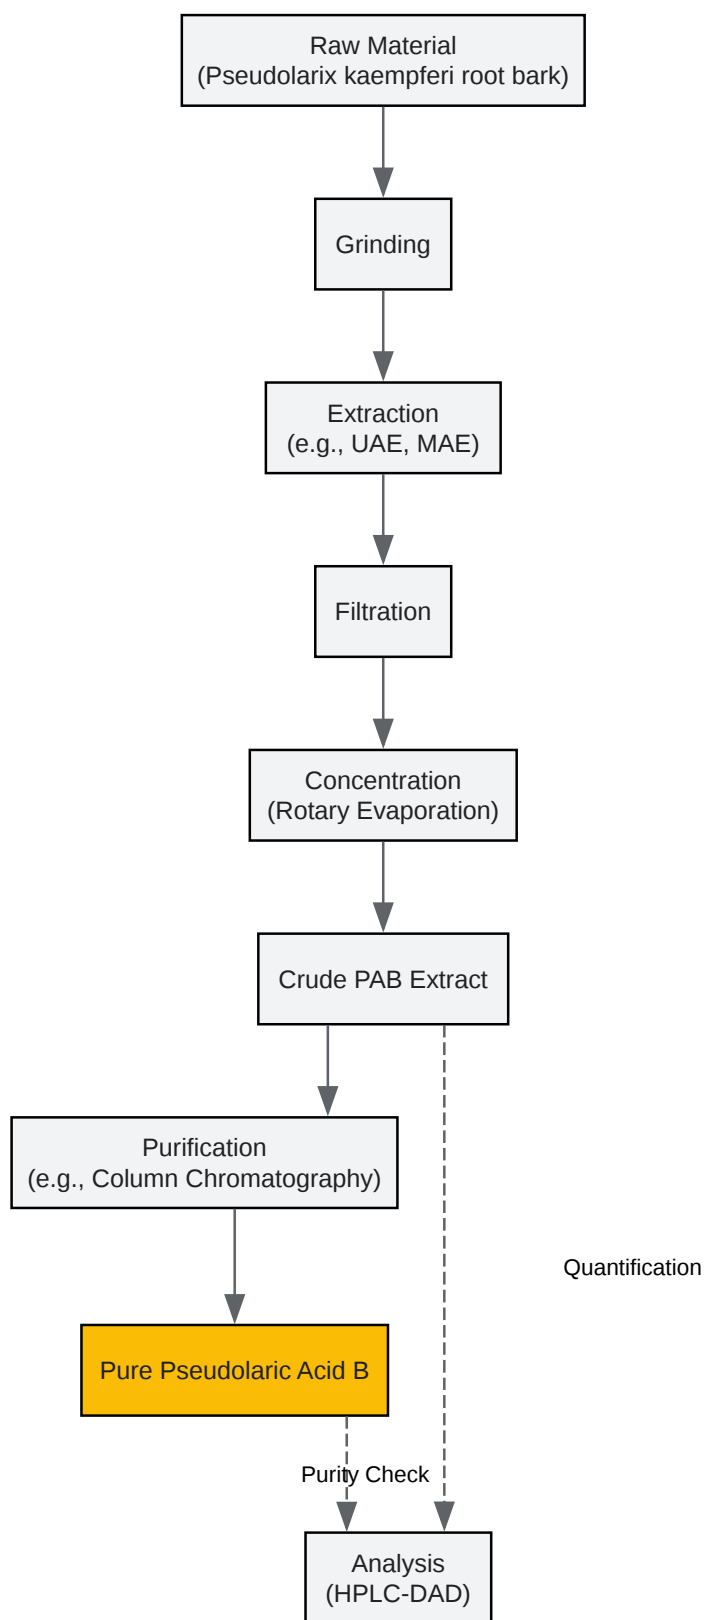 Raw Material
(Pseudolarix kaempferi root bark)
Grinding
Extraction
(e.g., UAE, MAE)
Filtration
Concentration
(Rotary Evaporation)
Crude PAB Extract
Purification
(e.g., Column Chromatography)
Quantification
Pure Pseudolaric Acid B
Purity Check
Analysis
(HPLC-DAD)